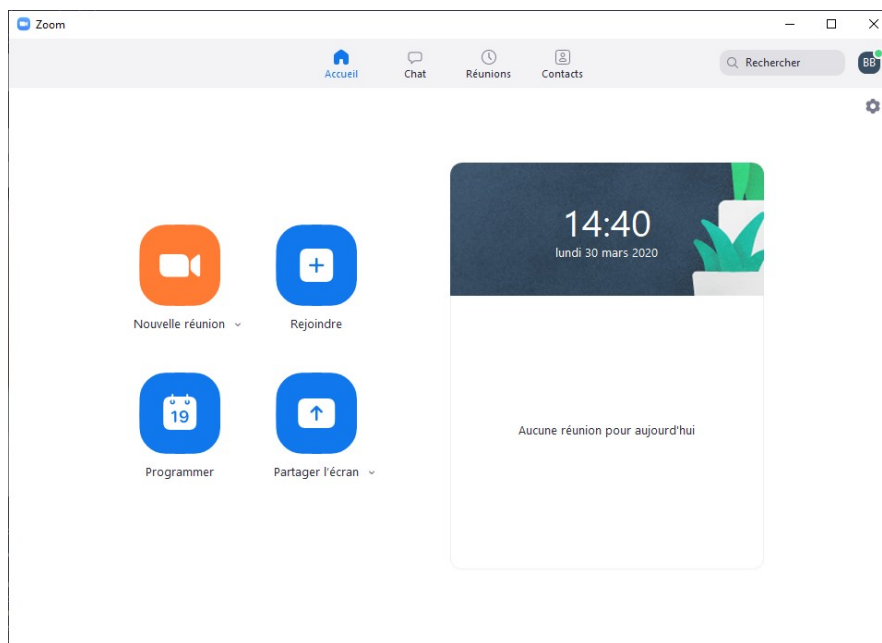 Zoom
Accueil
Chat
Réunions
Contacts
Rechercher
BB
14:40
lundi 30 mars 2020
Nouvelle réunion
Rejoindre
19
Programmer
Partager l'écran
Aucune réunion pour aujourd'hui